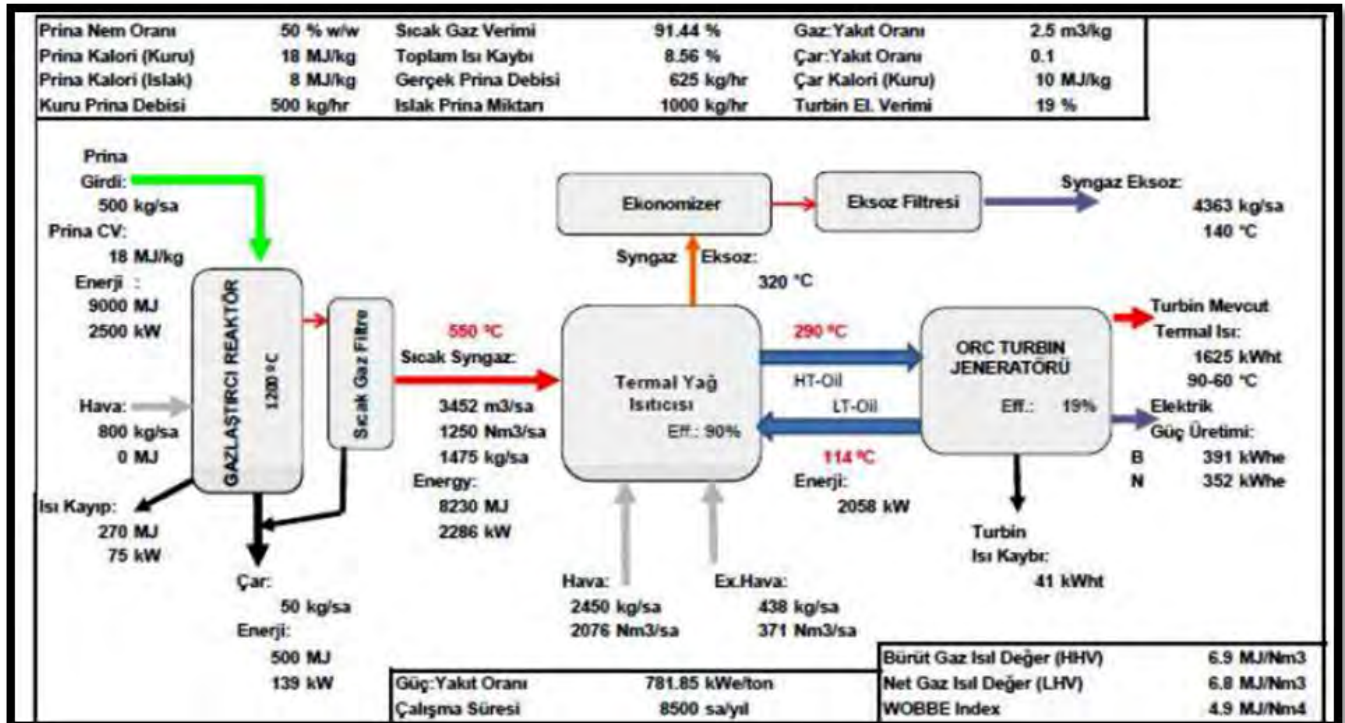 Prina Nem Oranı 50 % w/w Sıcak Gaz Verimi 91.44 % Gaz:Yakıt Oranı 2.5 m3/kg
Prina Kalori (Kuru) 18 MJ/kg Toplam Isı Kaybı 8.56 % Çar:Yakıt Oranı 0.1
Prina Kalori (Islak) 8 MJ/kg Gerçek Prina Debisi 625 kg/hr Çar Kalori (Kuru) 10 MJ/kg
Kuru Prina Debisi 500 kg/hr Islak Prina Miktarı 1000 kg/hr Turbin El. Verimi 19 %
Prina
Girdi:
500 kg/sa
Prina CV:
18 MJ/kg
Enerji :
9000 MJ
2500 kW
Hava:
800 kg/sa
0 MJ
Isı Kayıp:
270 MJ
75 kW
GAZLAŞTIRCI REAKTÖR
1200 ºC
Sıcak Gaz Filtre
Çar:
50 kg/sa
Enerji:
500 MJ
139 kW
550 ºC
Sıcak Syngaz:
3452 m3/sa
1250 Nm3/sa
1475 kg/sa
Energy:
8230 MJ
2286 kW
Ekonomizer
Eksoz Filtresi
Syngaz Eksoz:
4363 kg/sa
140 °C
Syngaz Eksoz:
320 °C
Termal Yağ
Isıtıcısı
Eff.: 90%
290 ºC
HT-Oil
LT-Oil
114 ºC
Enerji:
2058 kW
Hava:
2450 kg/sa
2076 Nm3/sa
Ex.Hava:
438 kg/sa
371 Nm3/sa
ORC TURBIN
JENERATÖRÜ
Eff.: 19%
Turbin Mevcut
Termal Isı:
1625 kWht
90-60 °C
Elektrik
Güç Üretimi:
B 391 kWhe
N 352 kWhe
Turbin
Isı Kaybı:
41 kWht
Güç:Yakıt Oranı 781.85 kWe/ton
Çalışma Süresi 8500 sa/yıl
Bürüt Gaz Isıl Değer (HHV) 6.9 MJ/Nm3
Net Gaz Isıl Değer (LHV) 6.8 MJ/Nm3
WOBBE Index 4.9 MJ/Nm4